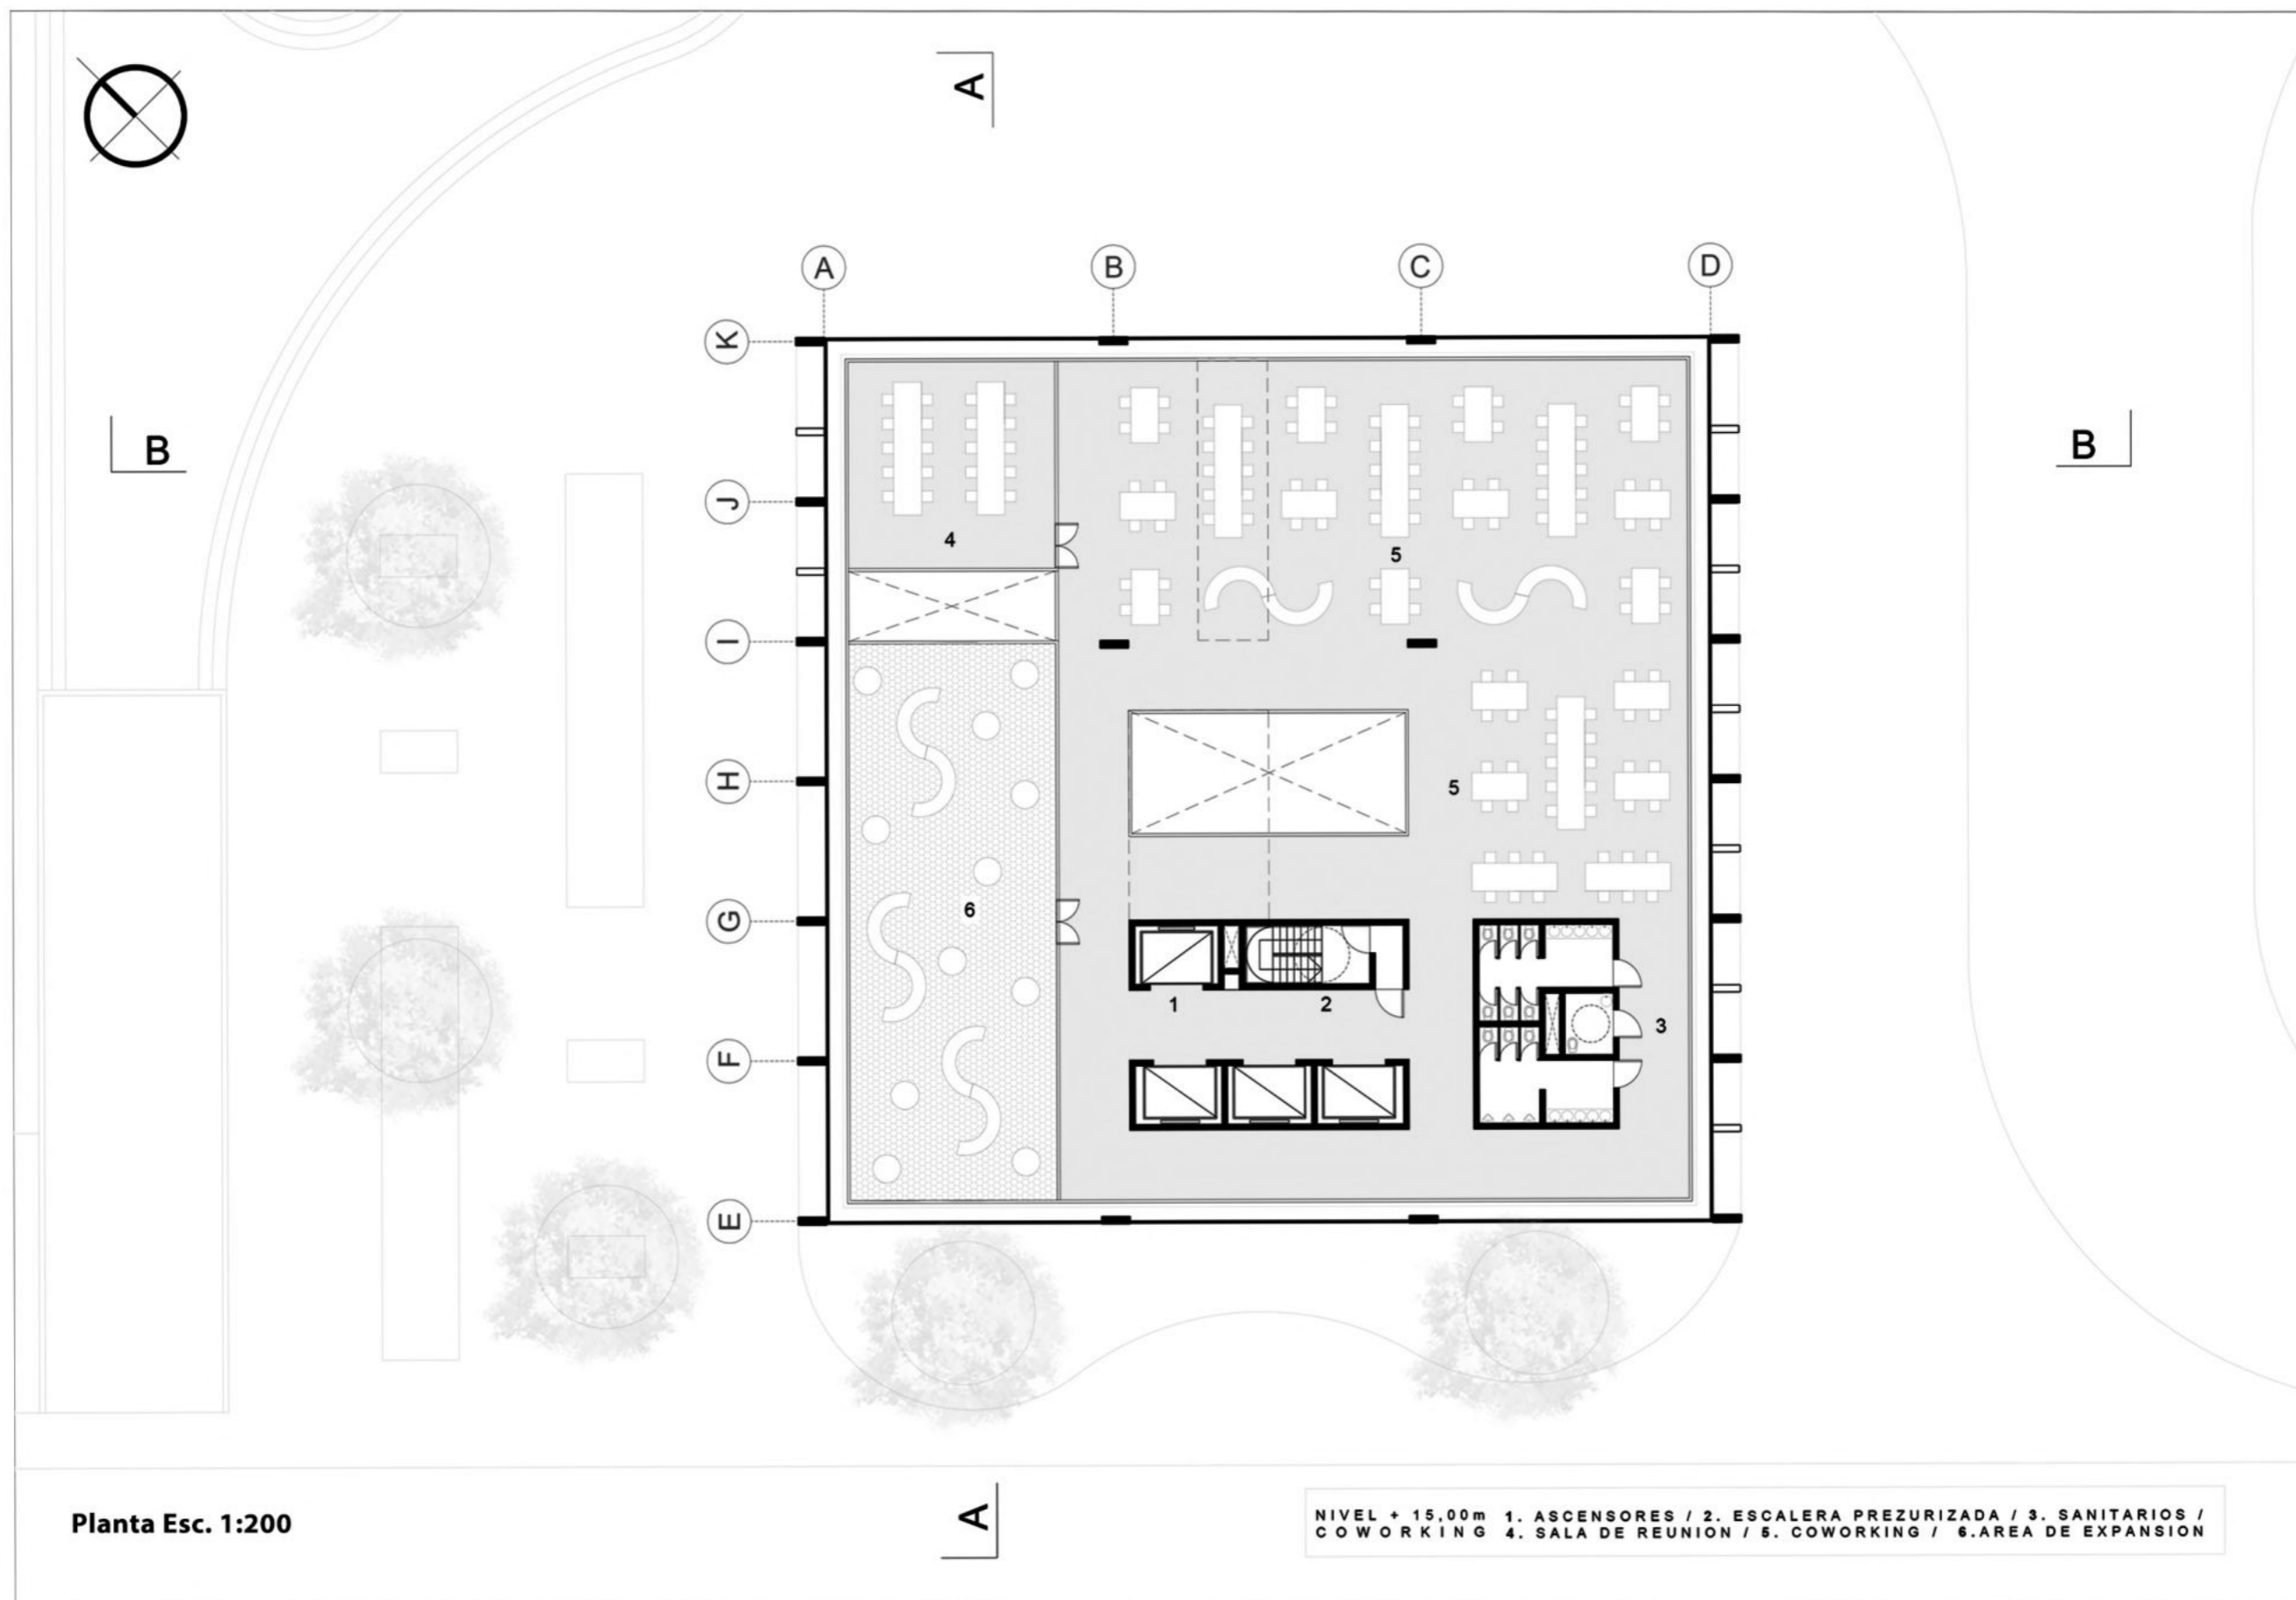 A
A B C D
K
B
B
J
4
5
I
H
5
6
G
1
2
3
F
E
Planta Esc. 1:200
A
NIVEL + 15,00m 1. ASCENSORES / 2. ESCALERA PREZURIZADA / 3. SANITARIOS /
COWORKING 4. SALA DE REUNION / 5. COWORKING / 6.AREA DE EXPANSION